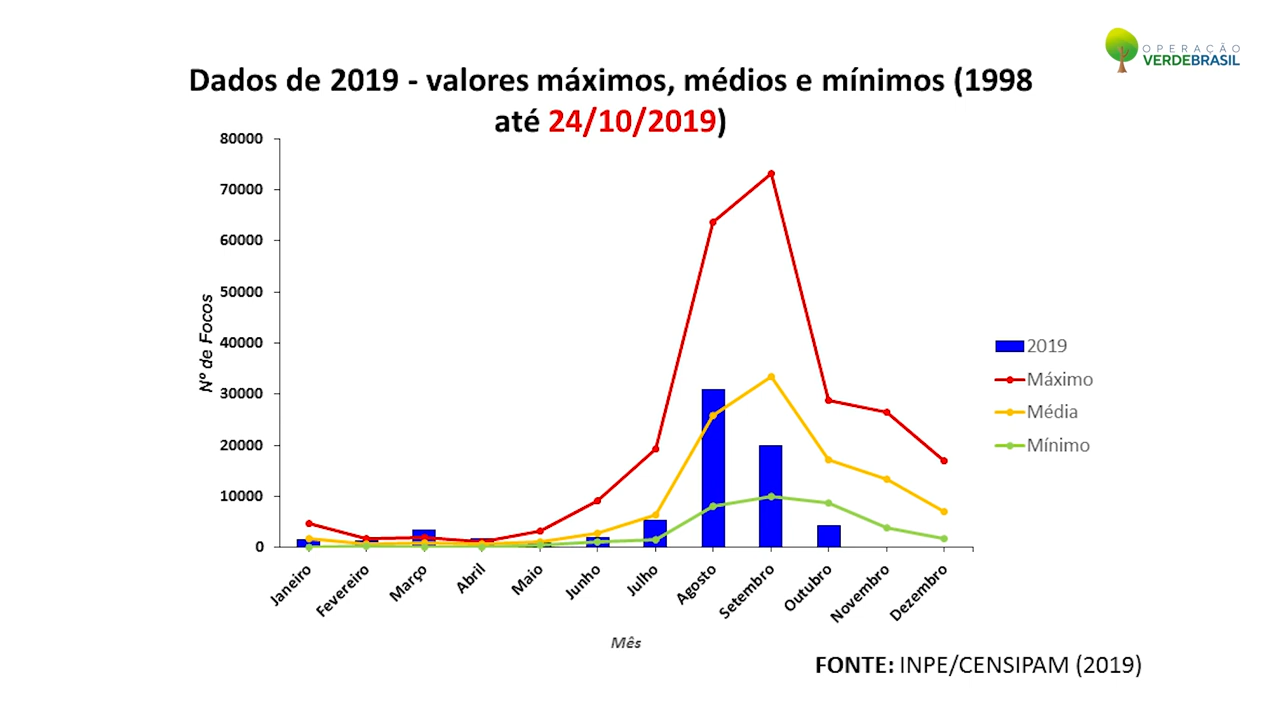 OPERAÇÃO
VERDEBRASIL
Dados de 2019 - valores máximos, médios e mínimos (1998
até 24/10/2019)
80000
70000
60000
50000
40000
30000
20000
10000
0
Nº de Focos
Janeiro
Fevereiro
Março
Abril
Maio
Junho
Julho
Agosto
Setembro
Outubro
Novembro
Dezembro
Mês
2019
Máximo
Média
Mínimo
FONTE: INPE/CENSIPAM (2019)